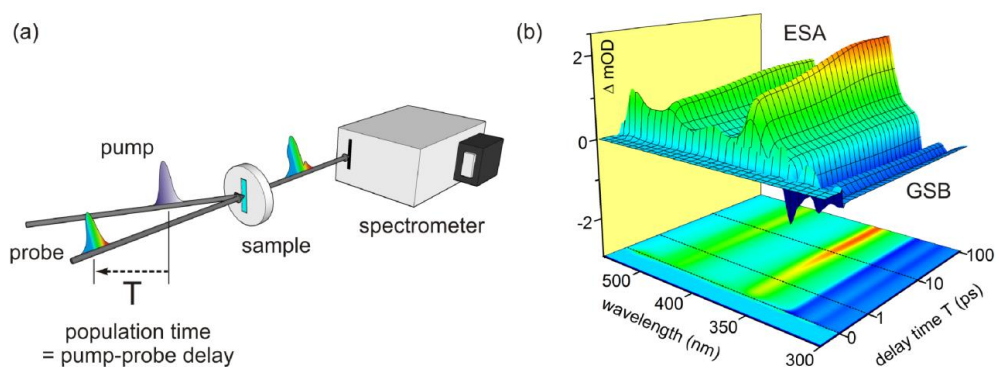 (a)
pump
probe
T
population time
= pump-probe delay
sample
spectrometer
(b)
Δ mOD
2
0
-2
ESA
GSB
500
450
400
350
300
wavelength (nm)
0
1
10
100
delay time T (ps)